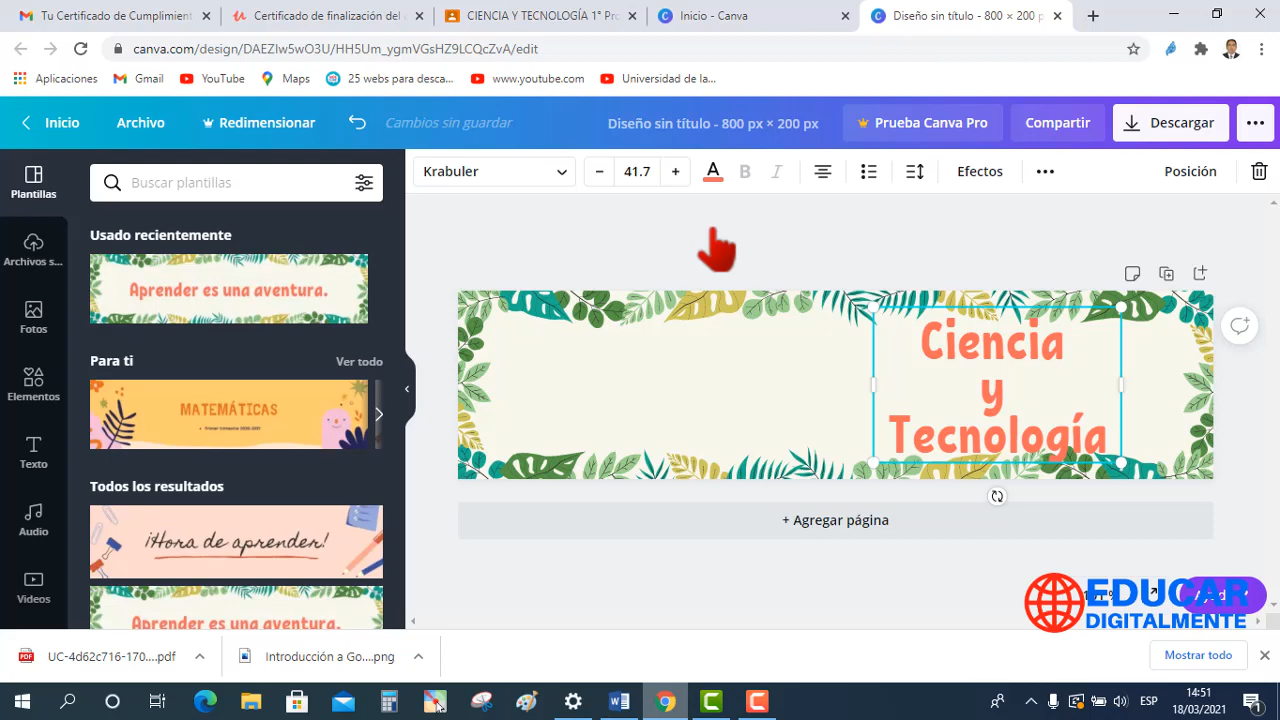 Tu Certificado de Cumplimient
Certificado de finalización del
CIENCIA Y TECNOLOGÍA 1° Pro
Inicio - Canva
Diseño sin título - 800 × 200 p
canva.com/design/DAEZIw5wO3U/HH5Um_ygmVGsHZ9LCQcZvA/edit
Aplicaciones
Gmail
YouTube
Maps
25 webs para desca...
www.youtube.com
Universidad de la...
Inicio
Archivo
Redimensionar
Cambios sin guardar
Diseño sin título - 800 px × 200 px
Prueba Canva Pro
Compartir
Descargar
Plantillas
Buscar plantillas
Krabuler
41.7
A
B
I
Efectos
Posición
Usado recientemente
Aprender es una aventura.
Archivos s...
Fotos
Para ti
Ver todo
Elementos
MATEMÁTICAS
Texto
Todos los resultados
Audio
¡Hora de aprender!
Videos
Aprender es una aventura.
Ciencia
y
Tecnología
+ Agregar página
EDUCAR
DIGITALMENTE
UC-4d62c716-170....pdf
Introducción a Go....png
Mostrar todo
ESP
14:51
18/03/2021